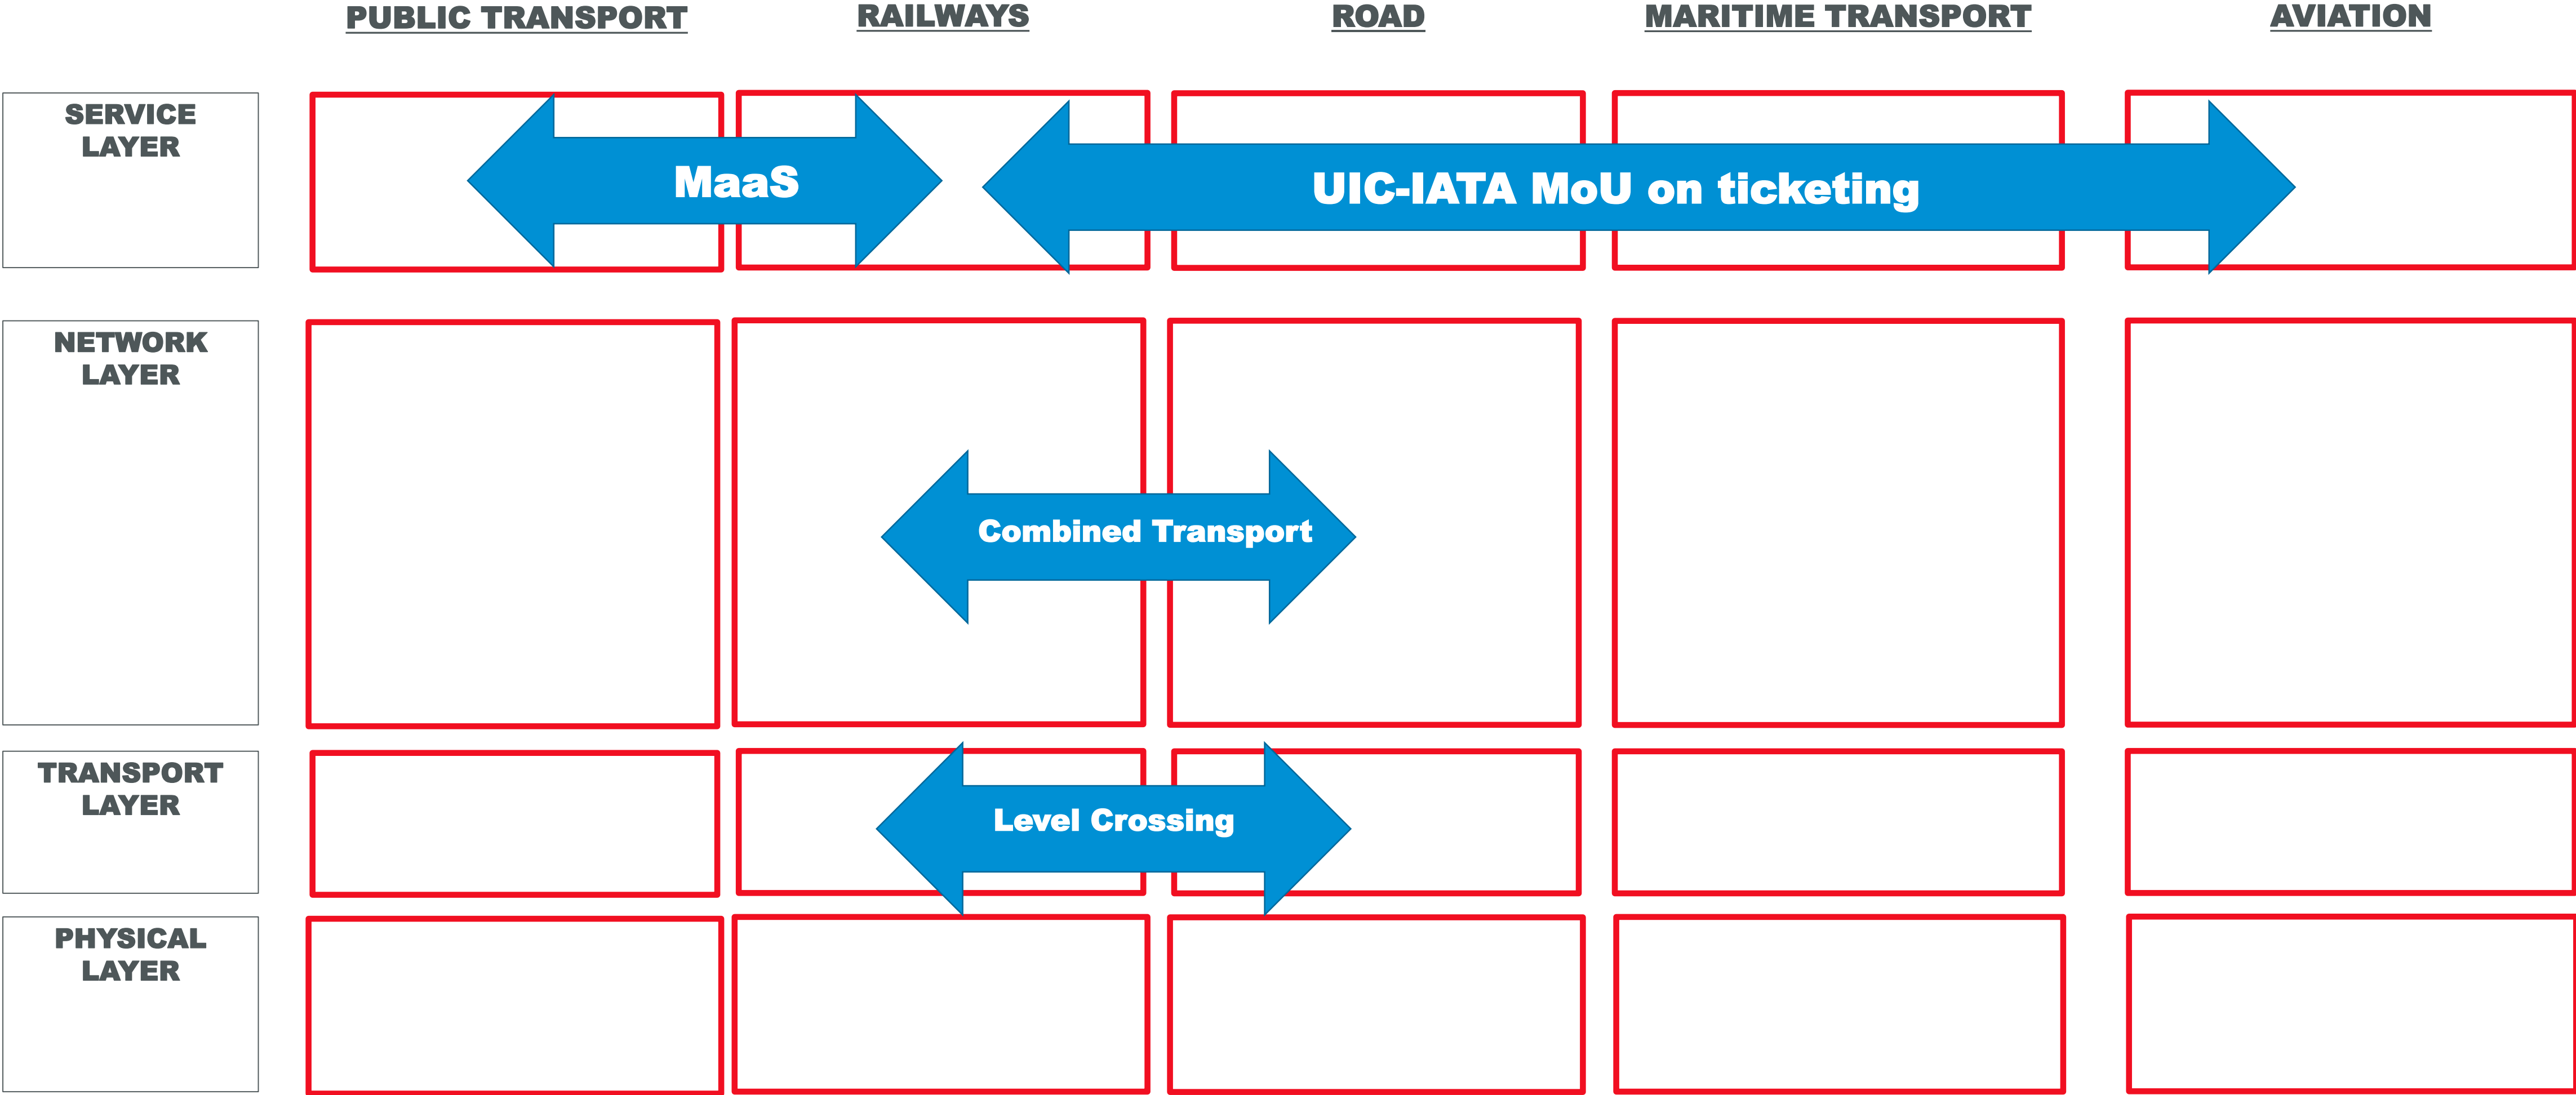 PUBLIC TRANSPORT
RAILWAYS
ROAD
MARITIME TRANSPORT
AVIATION
SERVICE
LAYER
MaaS
UIC-IATA MoU on ticketing
NETWORK
LAYER
Combined Transport
TRANSPORT
LAYER
Level Crossing
PHYSICAL
LAYER